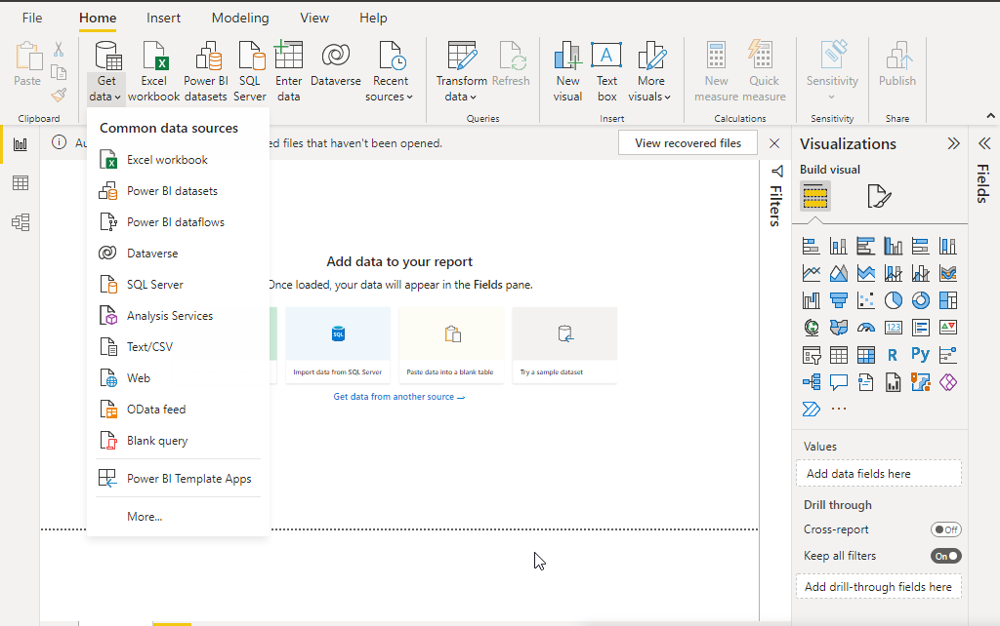 File Home Insert Modeling View Help
Paste
Get data
Excel workbook
Power BI datasets
SQL Server
Enter data
Dataverse
Recent sources
Transform data
Refresh
New visual
Text box
More visuals
New measure
Quick measure
Sensitivity
Publish
Clipboard
Queries
Insert
Calculations
Sensitivity
Share
files that haven't been opened.
View recovered files
Common data sources
Excel workbook
Power BI datasets
Power BI dataflows
Dataverse
SQL Server
Analysis Services
Text/CSV
Web
OData feed
Blank query
Power BI Template Apps
More...
Add data to your report
Once loaded, your data will appear in the Fields pane.
SQL
Import data from SQL Server
Paste data into a blank table
Try a sample dataset
Get data from another source →
Filters
Visualizations
Build visual
123
R
Py
...
Values
Add data fields here
Drill through
Cross-report
Off
Keep all filters
On
Add drill-through fields here
Fields